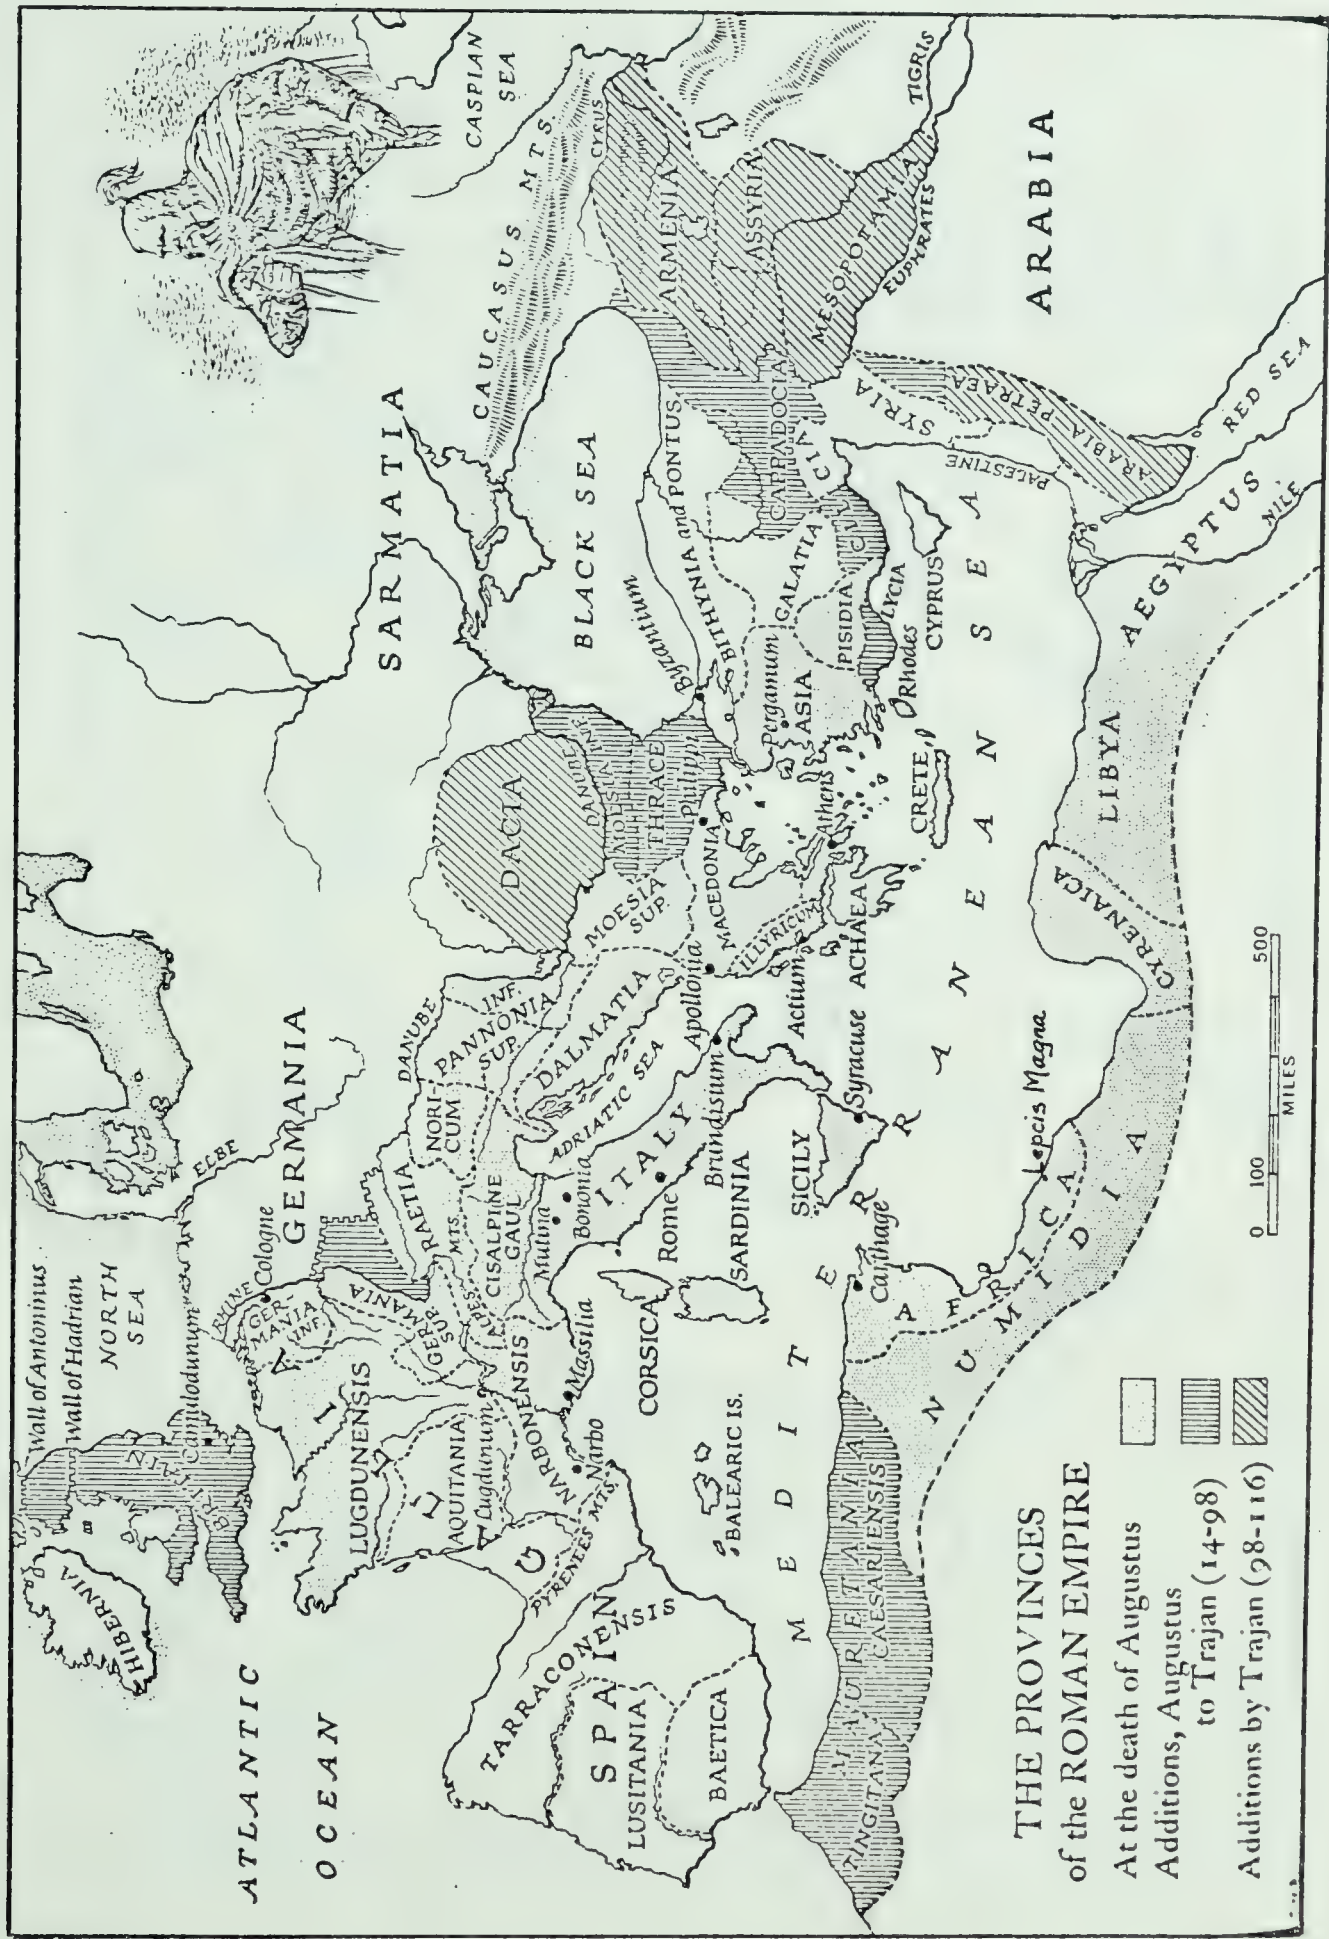 THE PROVINCES
of the ROMAN EMPIRE
At the death of Augustus
Additions, Augustus
to Trajan (14-98)
Additions by Trajan (98-116)
0 100 500
MILES
ATLANTIC
OCEAN
HIBERNIA
Wall of Antoninus
Wall of Hadrian
NORTH
SEA
Camulodunum
ELBE
GERMANIA
RHINE
Cologne
GER-
MANIA
INF.
GERMANIA
SUP.
GALLIA
LUGDUNENSIS
AQUITANIA
Lugdunum
NARBONENSIS
Narbo
Massilia
PYRENEES MTS.
SPAIN
TARRACONENSIS
LUSITANIA
BAETICA
BALEARIC IS.
CORSICA
SARDINIA
RAETIA
ALPES
MTS.
NORI-
CUM
DANUBE
PANNONIA
INF.
SUP.
CISALPINE
GAUL
Mutina
Bononia
ITALY
Rome
Brundisium
ADRIATIC SEA
DALMATIA
SICILY
Syracuse
DACIA
DANUBE
MOESIA
INF.
MOESIA
SUP.
THRACE
Philippi
MACEDONIA
Apollonia
ILLYRICUM
Actium
ACHAEA
Athens
CRETE
SARMATIA
BLACK SEA
Byzantium
CAUCASUS MTS.
CASPIAN
SEA
CYRUS
BITHYNIA and PONTUS
Pergamum
ASIA
GALATIA
PISIDIA
LYCIA
Rhodes
CYPRUS
CILICIA
CAPPADOCIA
ARMENIA
ASSYRIA
MESOPOTAMIA
TIGRIS
EUPHRATES
SYRIA
PALESTINE
ARABIA PETRAEA
ARABIA
RED SEA
AEGYPTUS
NILE
LIBYA
CYRENAICA
MEDITERRANEAN SEA
Lepcis Magna
Carthage
AFRICA
NUMIDIA
MAURETANIA
CAESARIENSIS
TINGITANA